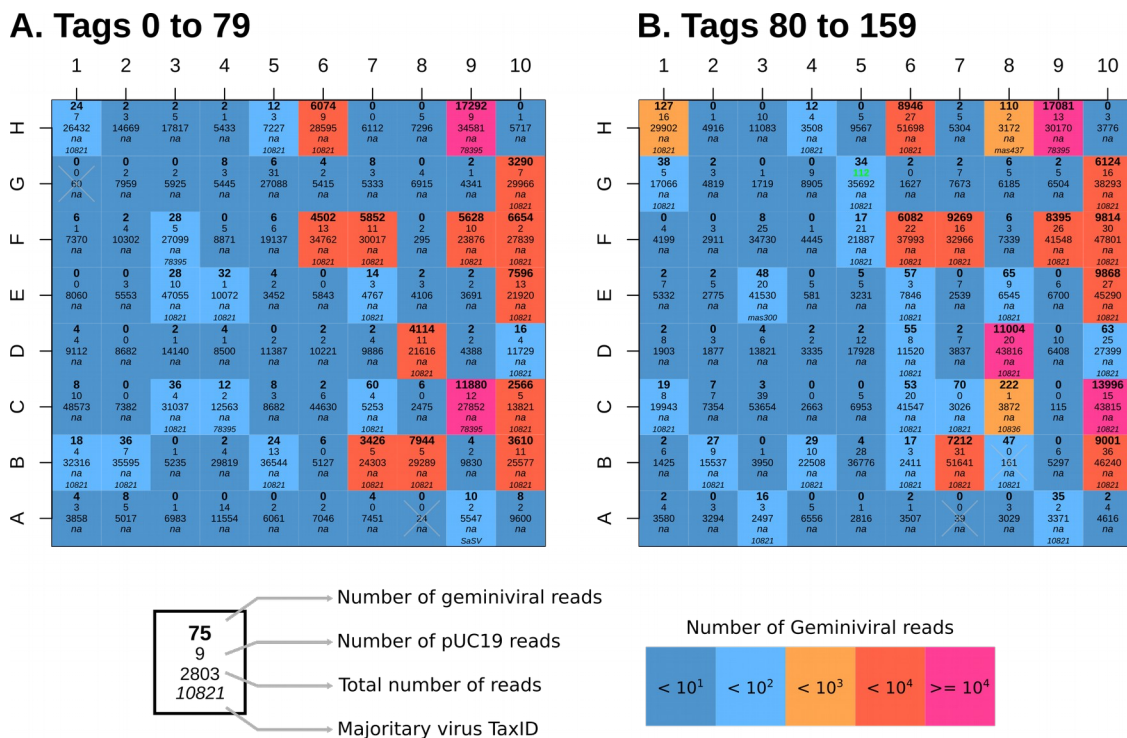 A. Tags 0 to 79
1 2 3 4 5 6 7 8 9 10
H
24 2 2 2 12 6074 0 0 17292 0
7 3 5 1 3 9 0 0 9 1
26432 14669 17817 5433 7227 28595 6112 7296 34581 5717
na na na na na na na na na na
10821 10821 10821 78395
G
0 0 0 8 6 4 8 0 4 3290
0 2 3 6 31 2 3 2 1 7
60 7959 5925 5445 27088 5415 5333 6915 4341 29966
na na na na na na na na na na
10821
F
6 2 28 0 6 4502 5852 0 5628 6654
1 4 5 5 6 13 11 2 10 2
7370 10302 27099 8871 19137 34762 30017 295 23876 27839
na na na na na na na na na na
78395 10821 10821 10821 10821
E
0 0 28 32 4 0 14 2 2 7596
0 3 10 1 2 0 3 3 2 13
8060 5553 47055 10072 3452 5843 4767 4106 3691 21920
na na na na na na na na na na
10821 10821 10821 10821
D
4 0 2 4 0 2 2 4114 2 16
4 0 1 1 2 2 4 11 0 4
9112 8682 14140 8500 11387 10221 9886 21616 4388 11729
na na na na na na na na na na
10821 10821
C
8 0 36 12 8 6 60 6 11880 2566
10 0 4 2 3 6 4 0 12 5
48573 7382 31037 12563 8682 44630 5253 2475 27852 13821
na na na na na na na na na na
10821 78395 10821 78395 10821
B
18 36 0 2 24 6 3426 7944 4 3610
4 7 1 4 13 0 5 5 2 11
32316 35595 5235 29819 36544 5127 24303 29289 9830 25577
na na na na na na na na na na
10821 10821 10821 10821 10821 10821
A
4 8 0 0 0 0 4 0 10 8
3 5 1 14 2 2 0 0 2 2
3858 5017 6983 11554 6061 7046 7451 24 5547 9600
na na na na na na na na na na
SaSV
B. Tags 80 to 159
1 2 3 4 5 6 7 8 9 10
H
127 0 0 12 0 8946 2 110 17081 0
16 1 10 4 5 27 5 2 13 3
29902 4916 11083 3508 9567 51698 5304 3172 30170 3776
na na na na na na na na na na
10821 10821 10821 mas437 78395
G
38 2 0 0 34 0 2 6 2 6124
5 3 1 9 113 2 7 5 5 16
17066 4819 1719 8905 35692 1627 7673 6185 6504 38293
na na na na na na na na na na
10821 10821 10821
F
0 0 8 0 17 6082 9269 6 8395 9814
4 3 25 1 21 22 16 3 26 30
4199 2911 34730 4445 21887 37993 32966 7339 41548 47801
na na na na na na na na na na
10821 10821 10821 10821 10821
E
2 2 48 0 5 57 0 65 0 9868
7 5 20 4 5 3 7 9 6 27
5332 2775 41530 581 3231 7846 2539 6545 6700 45290
na na na na na na na na na na
mas300 10821 10821 10821
D
2 0 4 2 2 55 2 11004 0 63
8 3 6 2 12 8 7 20 10 25
1903 1877 13821 3335 17928 11520 3837 43816 6408 27399
na na na na na na na na na na
10821 10821 10821
C
19 7 3 0 0 53 70 222 0 13996
8 7 39 0 5 20 0 1 0 15
19943 7354 53654 2663 6953 41547 3026 3872 115 43815
na na na na na na na na na na
10821 10821 10821 10836 10821
B
2 27 0 29 4 17 7212 47 0 9001
6 9 1 10 28 3 31 0 6 36
1425 15537 3950 22508 36776 2411 51641 161 5297 46240
na na na na na na na na na na
10821 10821 10821 10821 10821 10821
A
2 0 16 0 0 2 0 0 35 2
4 3 3 5 1 1 0 3 2 4
3580 3294 2497 6556 2816 3507 39 3029 3371 4616
na na na na na na na na na na
10821 10821
75
9
2803
10821
Number of geminiviral reads
Number of pUC19 reads
Total number of reads
Majoritary virus TaxID
Number of Geminiviral reads
< 10¹ < 10² < 10³ < 10⁴ >= 10⁴